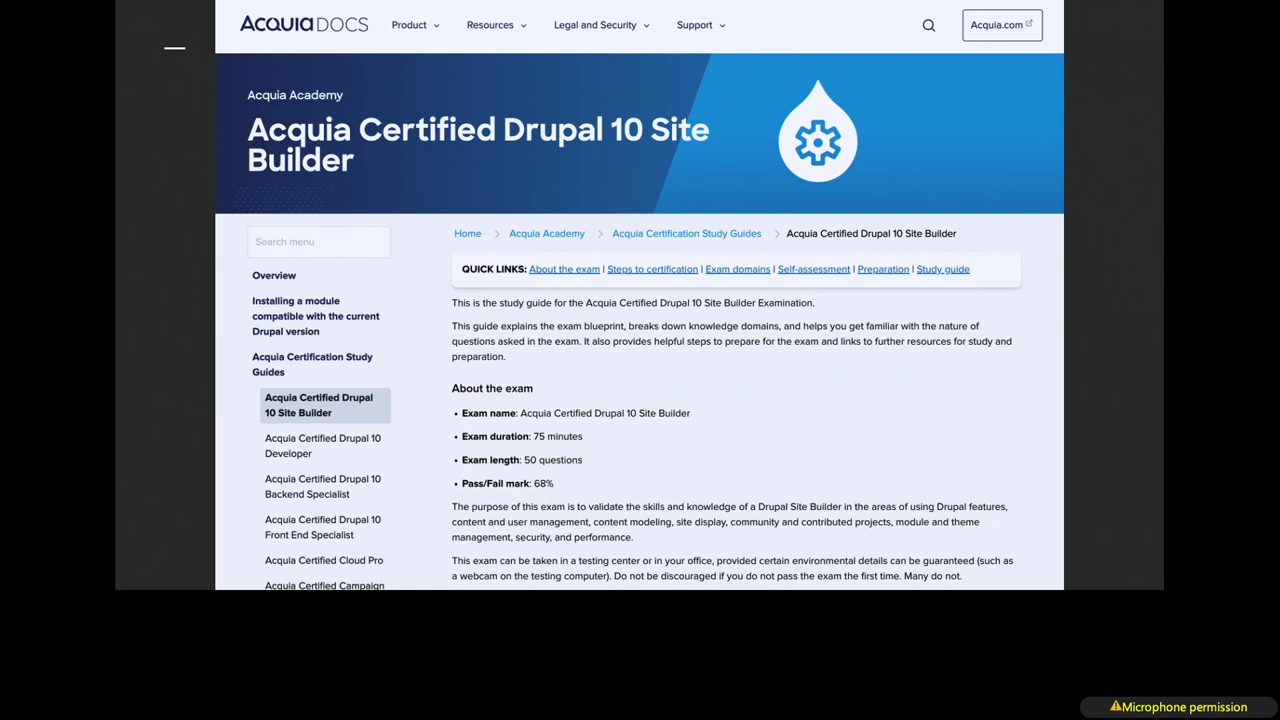 Acquia DOCS
Product
Resources
Legal and Security
Support
Acquia.com
Acquia Academy
Acquia Certified Drupal 10 Site
Builder
Search menu
Overview
Installing a module
compatible with the current
Drupal version
Acquia Certification Study
Guides
Acquia Certified Drupal
10 Site Builder
Acquia Certified Drupal 10
Developer
Acquia Certified Drupal 10
Backend Specialist
Acquia Certified Drupal 10
Front End Specialist
Acquia Certified Cloud Pro
Acquia Certified Campaign
Home > Acquia Academy > Acquia Certification Study Guides > Acquia Certified Drupal 10 Site Builder
QUICK LINKS: About the exam | Steps to certification | Exam domains | Self-assessment | Preparation | Study guide
This is the study guide for the Acquia Certified Drupal 10 Site Builder Examination.
This guide explains the exam blueprint, breaks down knowledge domains, and helps you get familiar with the nature of
questions asked in the exam. It also provides helpful steps to prepare for the exam and links to further resources for study and
preparation.
About the exam
• Exam name: Acquia Certified Drupal 10 Site Builder
• Exam duration: 75 minutes
• Exam length: 50 questions
• Pass/Fail mark: 68%
The purpose of this exam is to validate the skills and knowledge of a Drupal Site Builder in the areas of using Drupal features,
content and user management, content modeling, site display, community and contributed projects, module and theme
management, security, and performance.
This exam can be taken in a testing center or in your office, provided certain environmental details can be guaranteed (such as
a webcam on the testing computer). Do not be discouraged if you do not pass the exam the first time. Many do not.
⚠Microphone permission